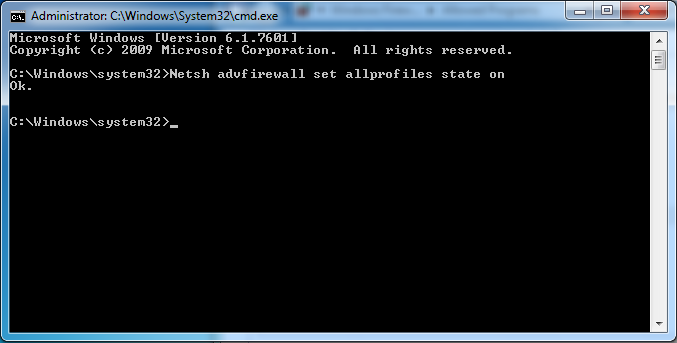 Administrator: C:\Windows\System32\cmd.exe
Microsoft Windows [Version 6.1.7601]
Copyright (c) 2009 Microsoft Corporation.  All rights reserved.
C:\Windows\system32>Netsh advfirewall set allprofiles state on
Ok.
C:\Windows\system32>_